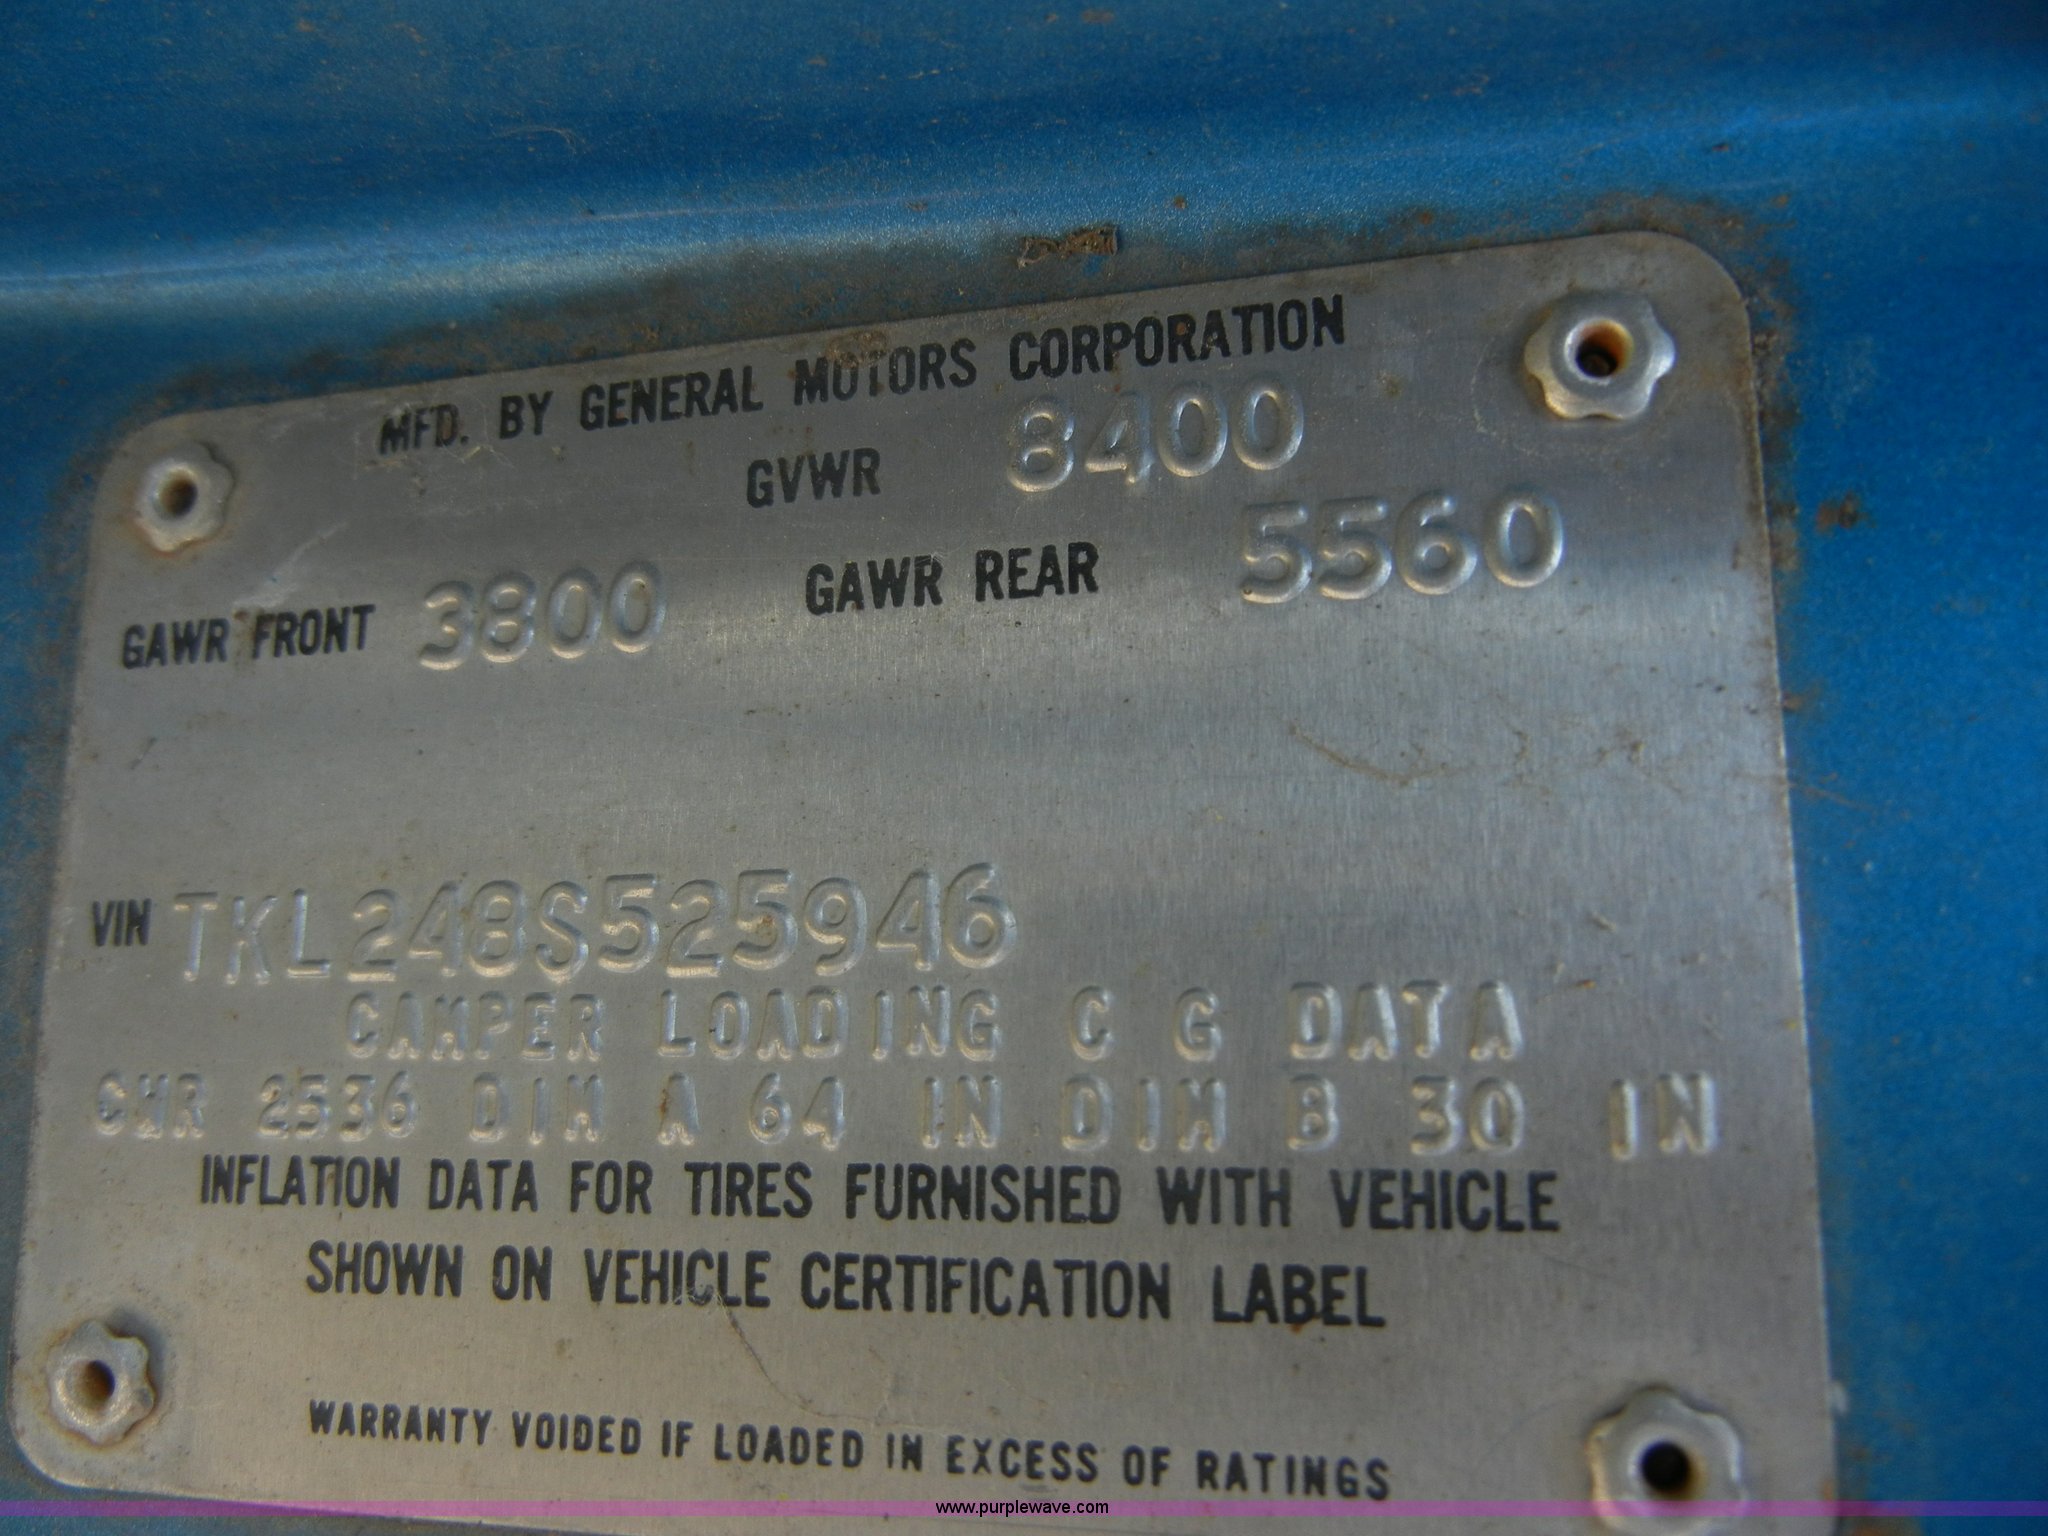 MFD. BY GENERAL MOTORS CORPORATION
GVWR 8400
GAWR FRONT 3800 GAWR REAR 5560
VIN TKL248S525946
CAMPER LOADING C G DATA
CWR 2536 DIM A 64 IN DIM B 30 IN
INFLATION DATA FOR TIRES FURNISHED WITH VEHICLE
SHOWN ON VEHICLE CERTIFICATION LABEL
WARRANTY VOIDED IF LOADED IN EXCESS OF RATINGS
www.purplewave.com